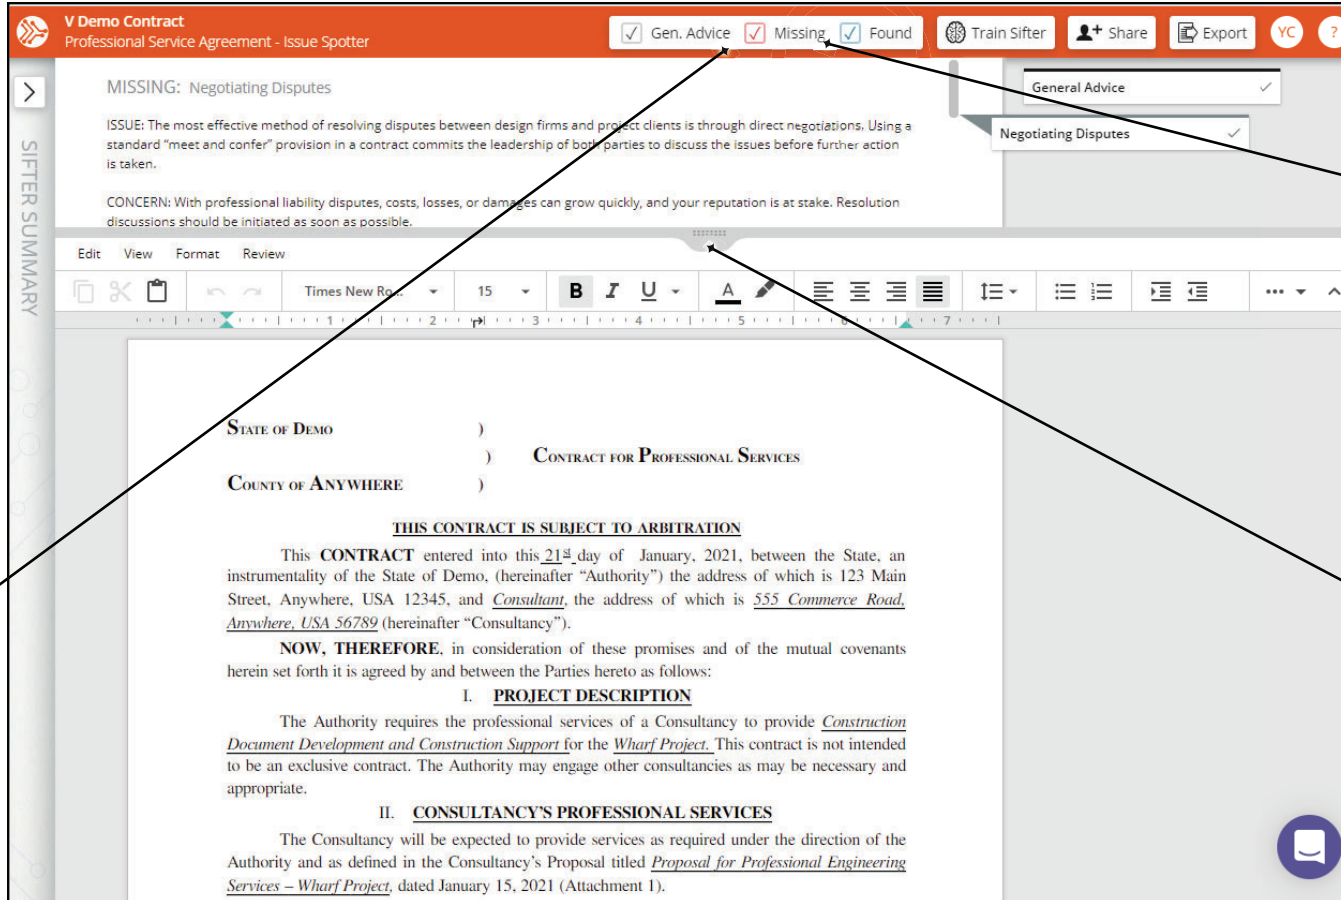 V Demo Contract
Professional Service Agreement - Issue Spotter
Gen. Advice Missing Found Train Sifter Share Export YC ?
SIFTER SUMMARY
MISSING: Negotiating Disputes
General Advice
Negotiating Disputes
ISSUE: The most effective method of resolving disputes between design firms and project clients is through direct negotiations. Using a
standard “meet and confer” provision in a contract commits the leadership of both parties to discuss the issues before further action
is taken.
CONCERN: With professional liability disputes, costs, losses, or damages can grow quickly, and your reputation is at stake. Resolution
discussions should be initiated as soon as possible.
Edit View Format Review
Times New Ro... 15 B I U A
1 2 3 4 5 6 7
STATE OF DEMO )
) CONTRACT FOR PROFESSIONAL SERVICES
COUNTY OF ANYWHERE )
THIS CONTRACT IS SUBJECT TO ARBITRATION
This CONTRACT entered into this 21st day of January, 2021, between the State, an
instrumentality of the State of Demo, (hereinafter “Authority”) the address of which is 123 Main
Street, Anywhere, USA 12345, and Consultant, the address of which is 555 Commerce Road,
Anywhere, USA 56789 (hereinafter “Consultancy”).
NOW, THEREFORE, in consideration of these promises and of the mutual covenants
herein set forth it is agreed by and between the Parties hereto as follows:
I. PROJECT DESCRIPTION
The Authority requires the professional services of a Consultancy to provide Construction
Document Development and Construction Support for the Wharf Project. This contract is not intended
to be an exclusive contract. The Authority may engage other consultancies as may be necessary and
appropriate.
II. CONSULTANCY’S PROFESSIONAL SERVICES
The Consultancy will be expected to provide services as required under the direction of the
Authority and as defined in the Consultancy’s Proposal titled Proposal for Professional Engineering
Services – Wharf Project, dated January 15, 2021 (Attachment 1).